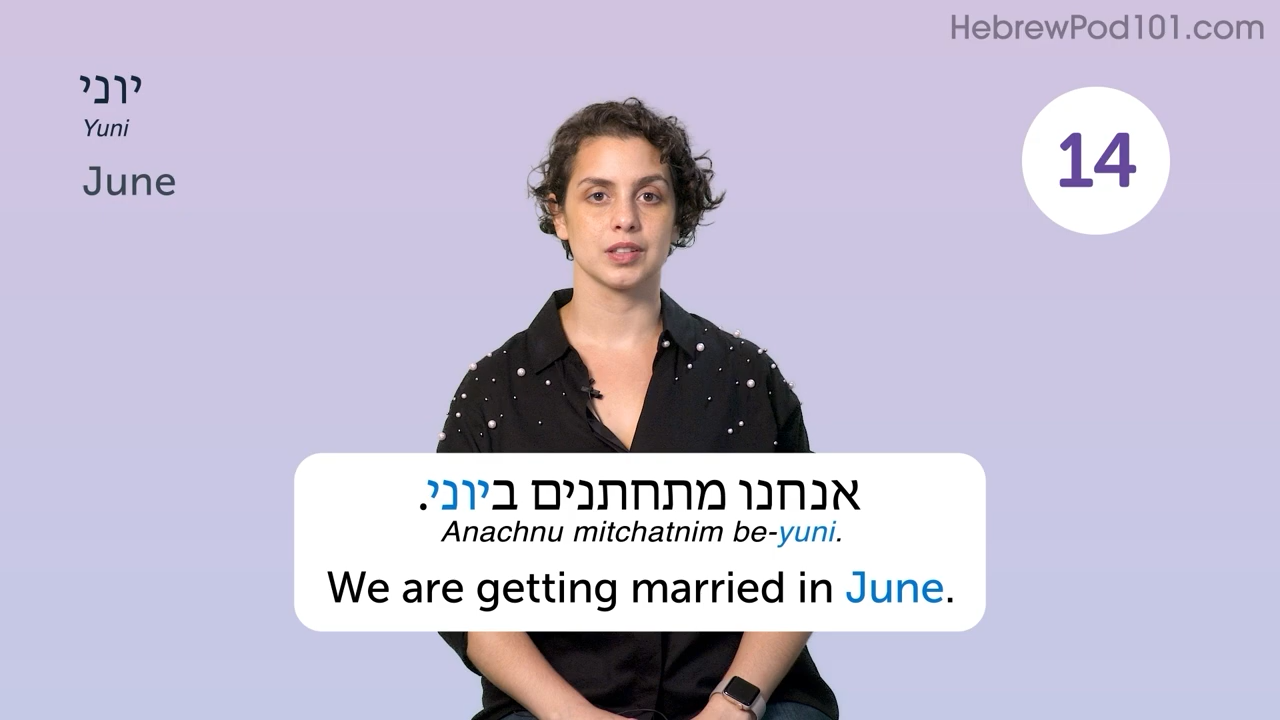 HebrewPod101.com
יוני
Yuni
June
14
אנחנו מתחתנים ביוני.
Anachnu mitchatnim be-yuni.
We are getting married in June.